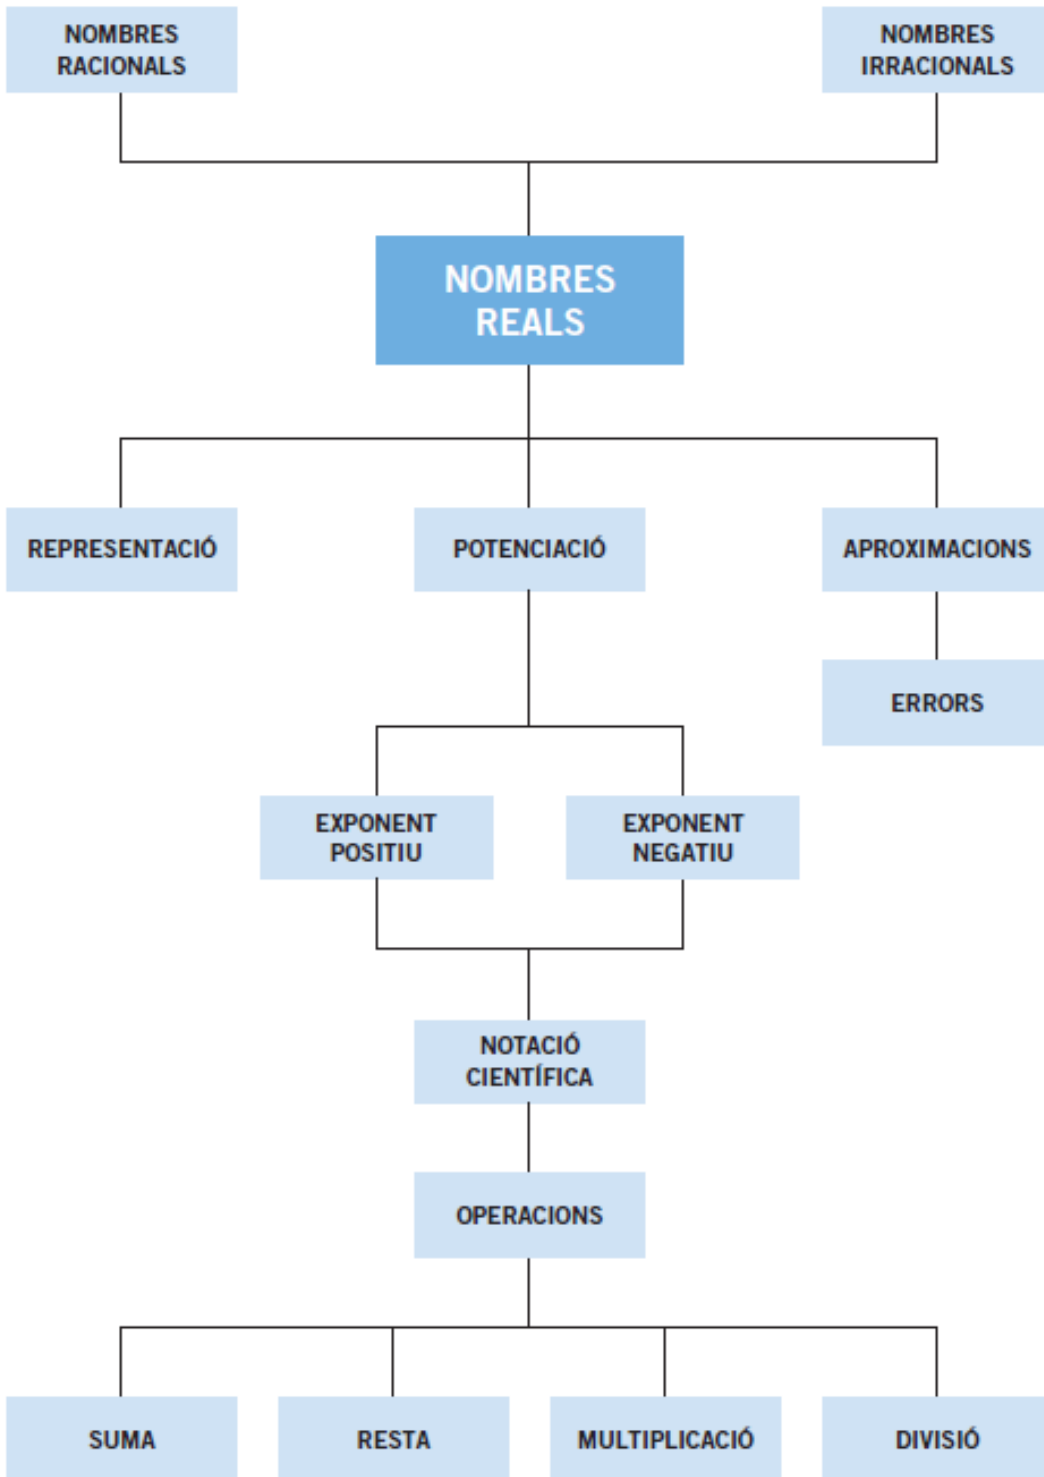 NOMBRES
RACIONALS
NOMBRES
IRRACIONALS
NOMBRES
REALS
REPRESENTACIÓ
POTENCIACIÓ
APROXIMACIONS
ERRORS
EXPONENT
POSITIU
EXPONENT
NEGATIU
NOTACIÓ
CIENTÍFICA
OPERACIONS
SUMA
RESTA
MULTIPLICACIÓ
DIVISIÓ